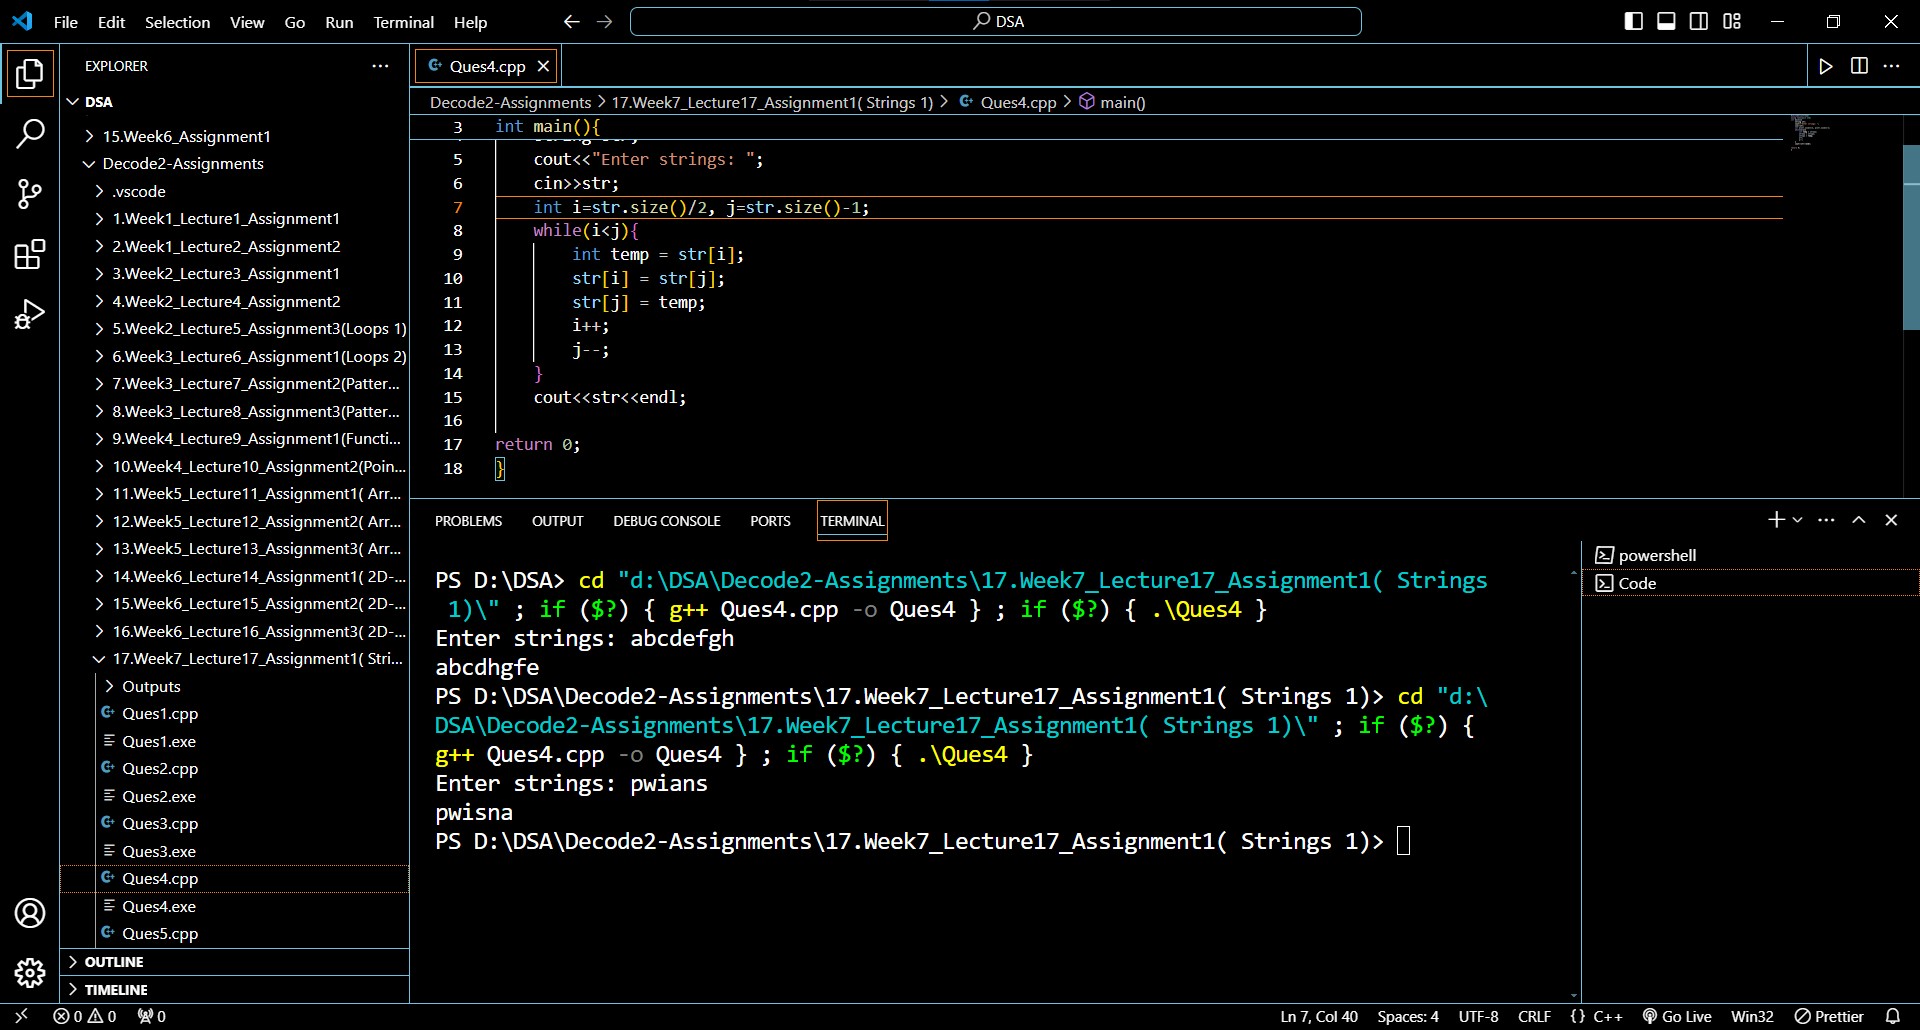 File Edit Selection View Go Run Terminal Help
DSA
EXPLORER
DSA
15.Week6_Assignment1
Decode2-Assignments
.vscode
1.Week1_Lecture1_Assignment1
2.Week1_Lecture2_Assignment2
3.Week2_Lecture3_Assignment1
4.Week2_Lecture4_Assignment2
5.Week2_Lecture5_Assignment3(Loops 1)
6.Week3_Lecture6_Assignment1(Loops 2)
7.Week3_Lecture7_Assignment2(Patter...
8.Week3_Lecture8_Assignment3(Patter...
9.Week4_Lecture9_Assignment1(Functi...
10.Week4_Lecture10_Assignment2(Poin...
11.Week5_Lecture11_Assignment1( Arr...
12.Week5_Lecture12_Assignment2( Arr...
13.Week5_Lecture13_Assignment3( Arr...
14.Week6_Lecture14_Assignment1( 2D-...
15.Week6_Lecture15_Assignment2( 2D-...
16.Week6_Lecture16_Assignment3( 2D-...
17.Week7_Lecture17_Assignment1( Stri...
Outputs
Ques1.cpp
Ques1.exe
Ques2.cpp
Ques2.exe
Ques3.cpp
Ques3.exe
Ques4.cpp
Ques4.exe
Ques5.cpp
OUTLINE
TIMELINE
Ques4.cpp
Decode2-Assignments > 17.Week7_Lecture17_Assignment1( Strings 1) > Ques4.cpp > main()
3 int main(){
5 cout<<"Enter strings: ";
6 cin>>str;
7 int i=str.size()/2, j=str.size()-1;
8 while(i<j){
9 int temp = str[i];
10 str[i] = str[j];
11 str[j] = temp;
12 i++;
13 j--;
14 }
15 cout<<str<<endl;
16
17 return 0;
18 }
PROBLEMS OUTPUT DEBUG CONSOLE PORTS TERMINAL
PS D:\DSA> cd "d:\DSA\Decode2-Assignments\17.Week7_Lecture17_Assignment1( Strings
1)\" ; if ($?) { g++ Ques4.cpp -o Ques4 } ; if ($?) { .\Ques4 }
Enter strings: abcdefgh
abcdhgfe
PS D:\DSA\Decode2-Assignments\17.Week7_Lecture17_Assignment1( Strings 1)> cd "d:\
DSA\Decode2-Assignments\17.Week7_Lecture17_Assignment1( Strings 1)\" ; if ($?) {
g++ Ques4.cpp -o Ques4 } ; if ($?) { .\Ques4 }
Enter strings: pwians
pwisna
PS D:\DSA\Decode2-Assignments\17.Week7_Lecture17_Assignment1( Strings 1)>
powershell
Code
0 0 0
Ln 7, Col 40 Spaces: 4 UTF-8 CRLF {} C++ Go Live Win32 Prettier